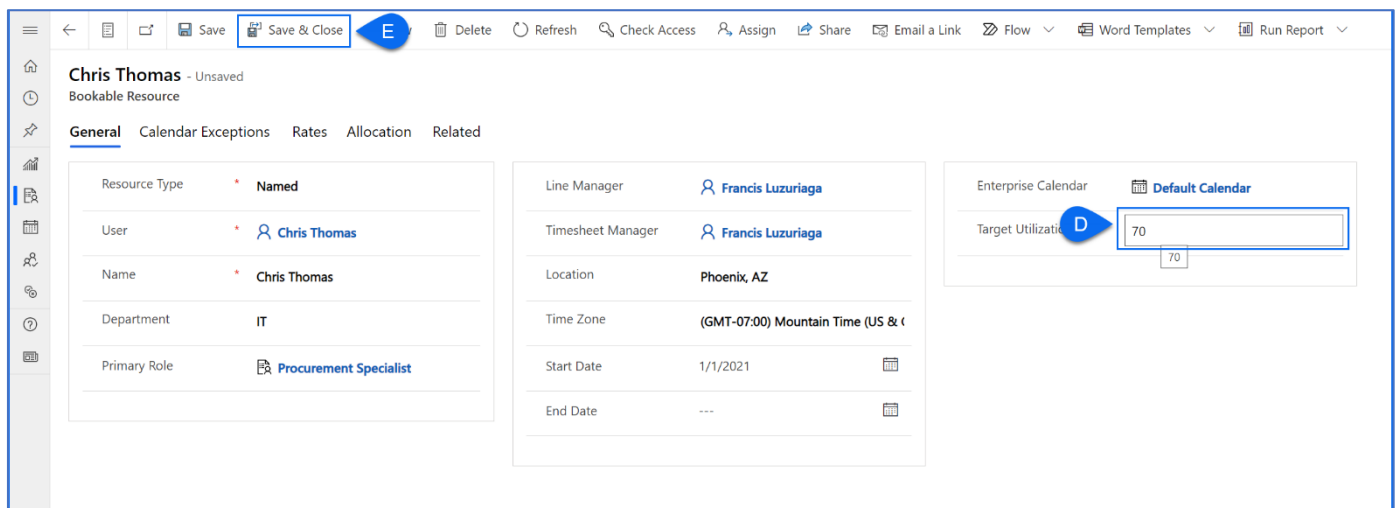 Save Save & Close E Delete Refresh Check Access Assign Share Email a Link Flow Word Templates Run Report
Chris Thomas - Unsaved
Bookable Resource
General Calendar Exceptions Rates Allocation Related
Resource Type * Named
User * Chris Thomas
Name * Chris Thomas
Department IT
Primary Role Procurement Specialist
Line Manager Francis Luzuriaga
Timesheet Manager Francis Luzuriaga
Location Phoenix, AZ
Time Zone (GMT-07:00) Mountain Time (US &
Start Date 1/1/2021
End Date ---
Enterprise Calendar Default Calendar
Target D 70
70